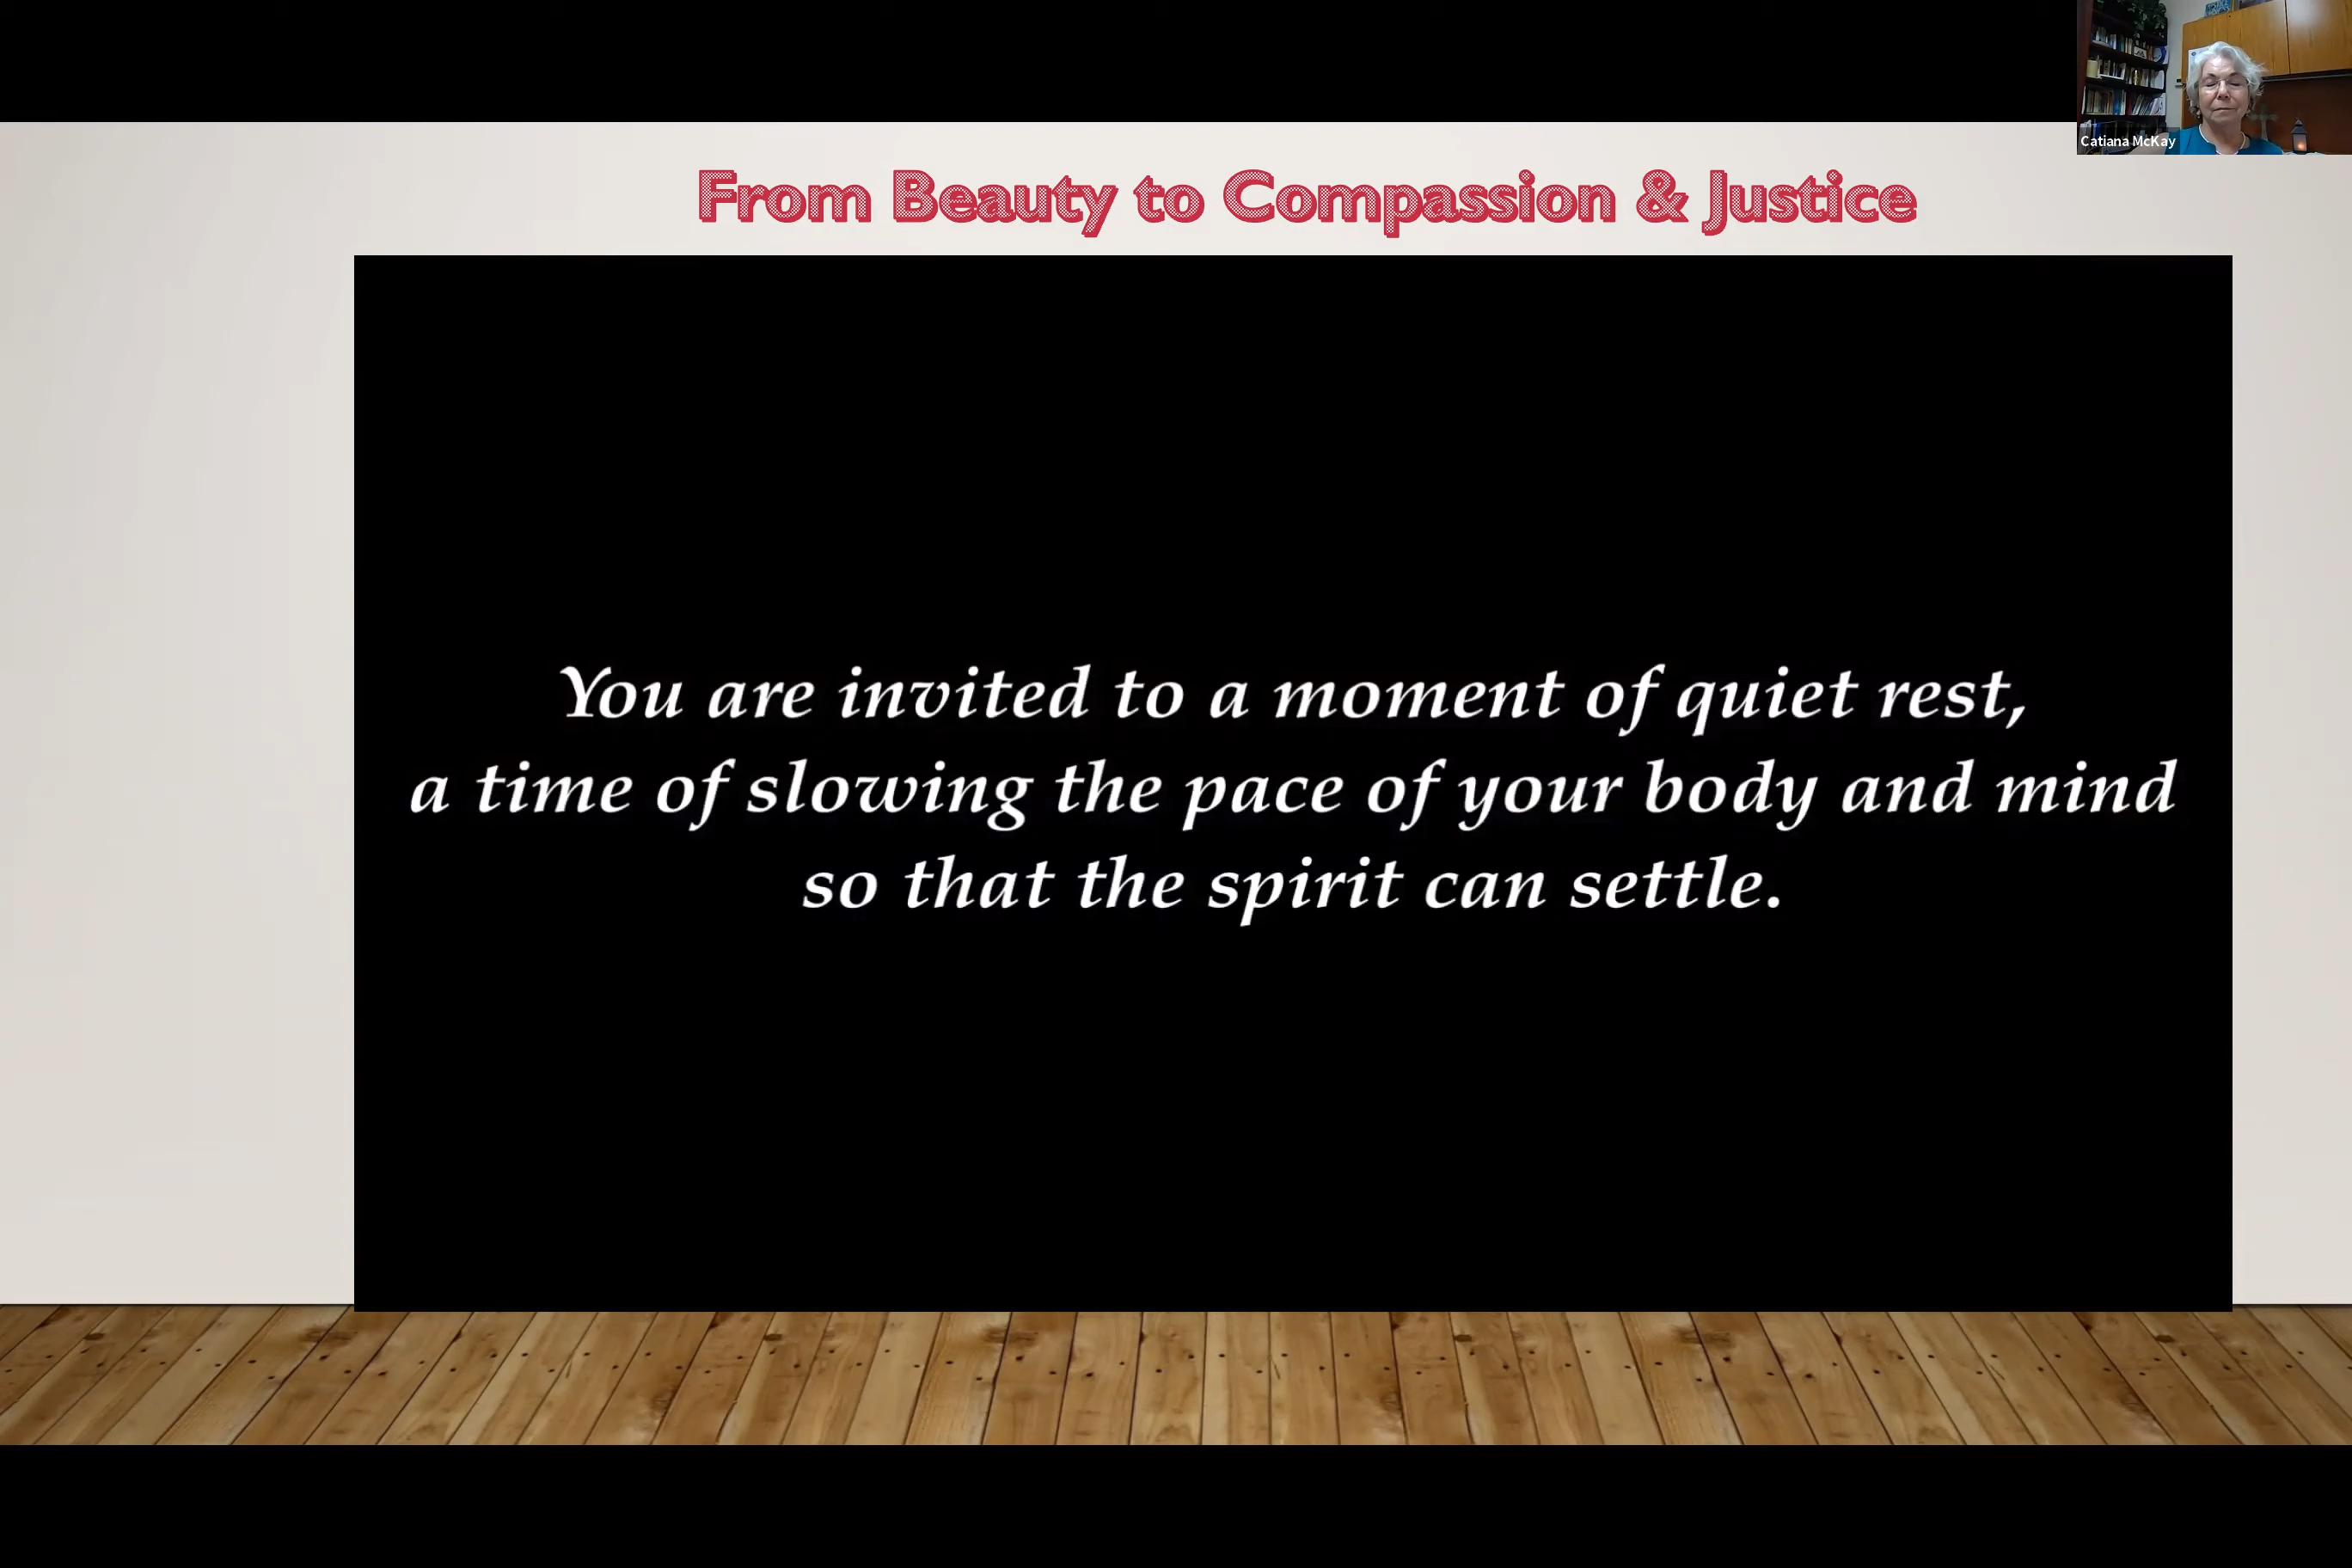 Catiana McKay
From Beauty to Compassion & Justice
You are invited to a moment of quiet rest,
a time of slowing the pace of your body and mind
so that the spirit can settle.